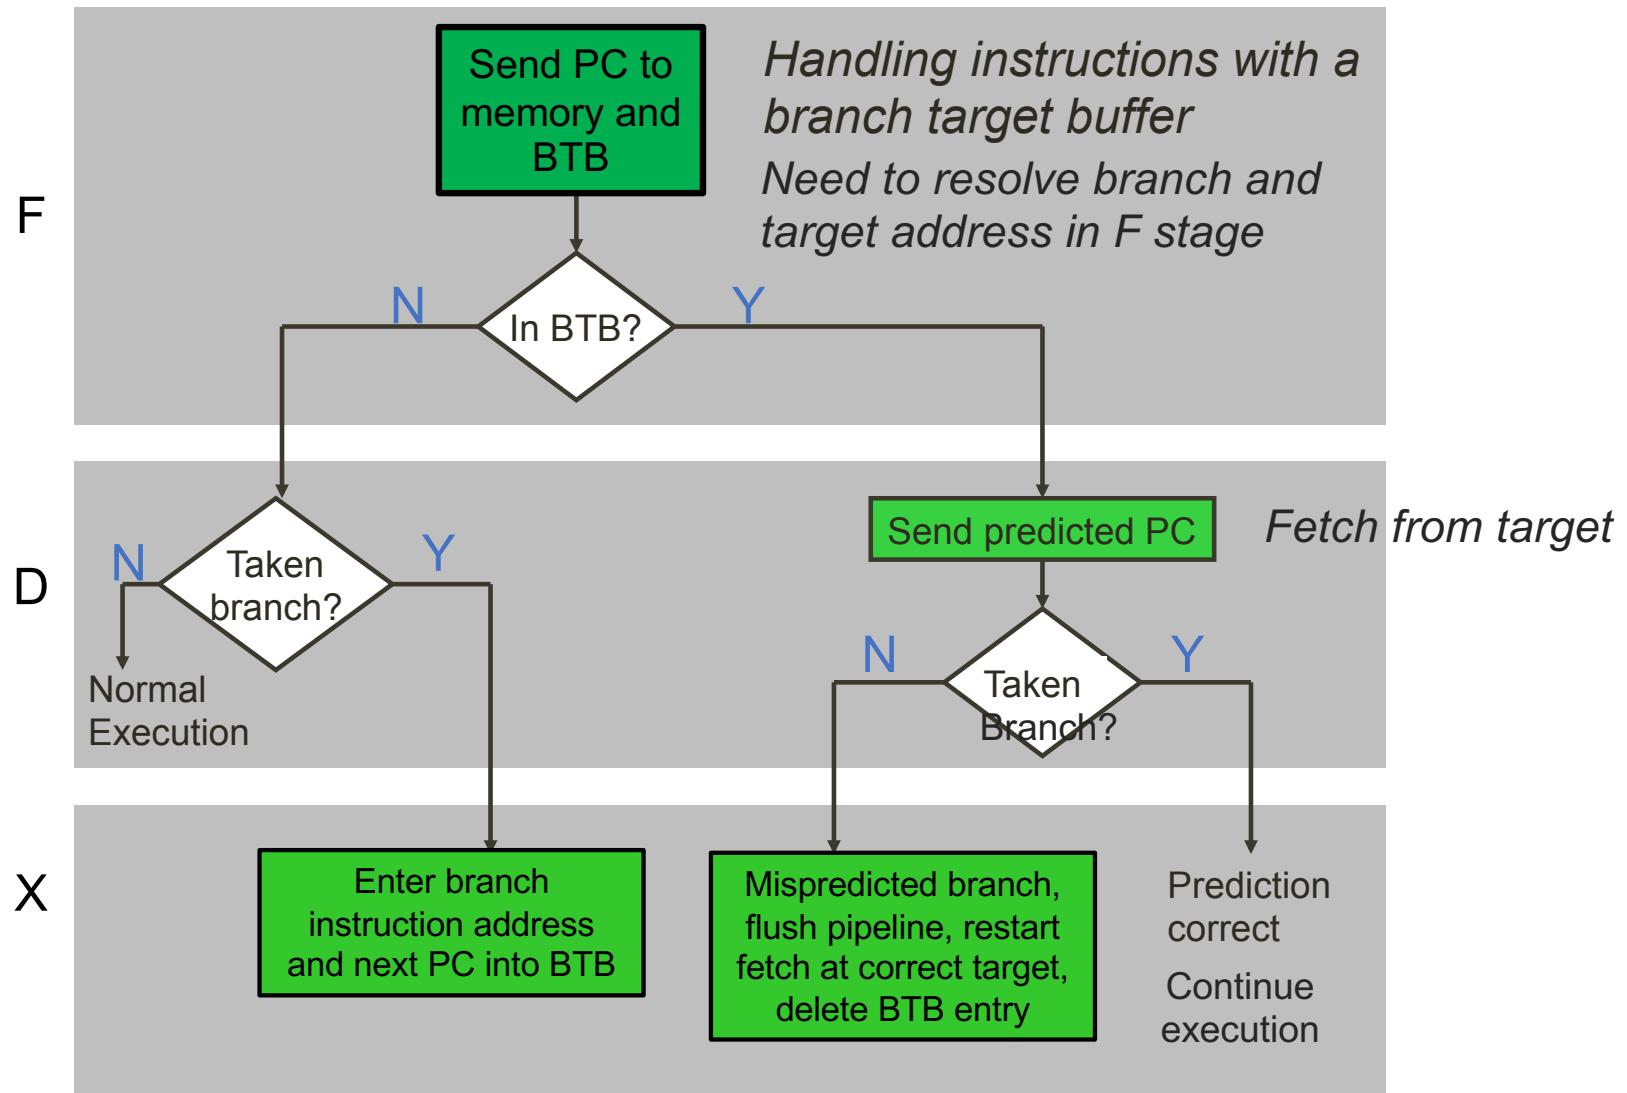 Send PC to
memory and
BTB
Handling instructions with a
branch target buffer
Need to resolve branch and
target address in F stage
F
N
Y
In BTB?
Send predicted PC
Fetch from target
D
N
Taken
branch?
Y
N
Taken
Branch?
Y
Normal
Execution
X
Enter branch
instruction address
and next PC into BTB
Mispredicted branch,
flush pipeline, restart
fetch at correct target,
delete BTB entry
Prediction
correct
Continue
execution